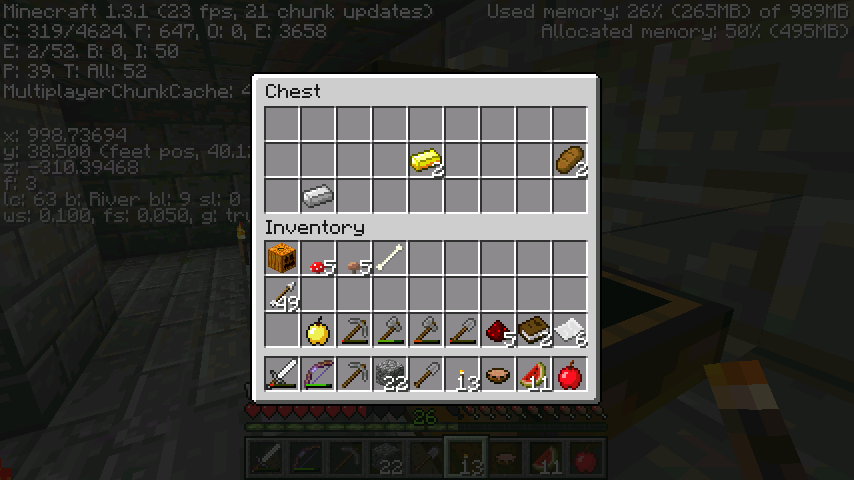 Minecraft 1.3.1 (23 fps, 21 chunk updates)
Used memory: 26% (265MB) of 989MB
C: 319/4624. F: 647, O: 0, E: 3658
Allocated memory: 50% (495MB)
E: 2/52. B: 0, I: 50
P: 39. T: All: 52
MultiplayerChunkCache: 4
x: 998.73694
y: 38.500 (feet pos, 40.1
z: -310.39468
f: 3
lc: 63 b: River bl: 9 sl: 0
ws: 0.100, fs: 0.050, g: tru
Chest
2 2
Inventory
5 5
49
5 2 6
22 13 11
26
22 13 11